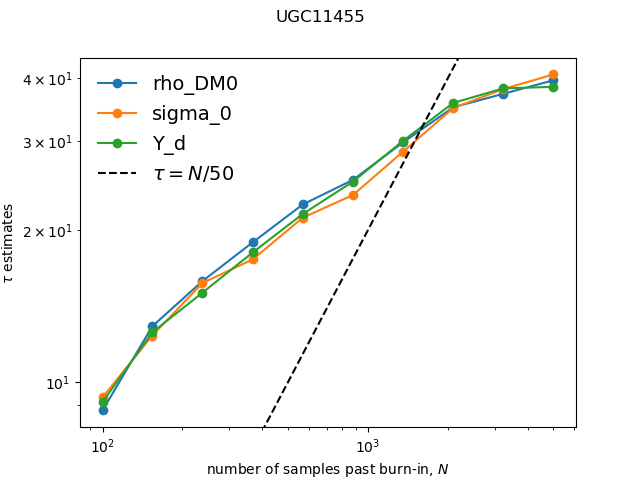 UGC11455
rho_DM0
sigma_0
Y_d
τ = N/50
4 × 10¹
3 × 10¹
2 × 10¹
10¹
τ estimates
10² 10³
number of samples past burn-in, N